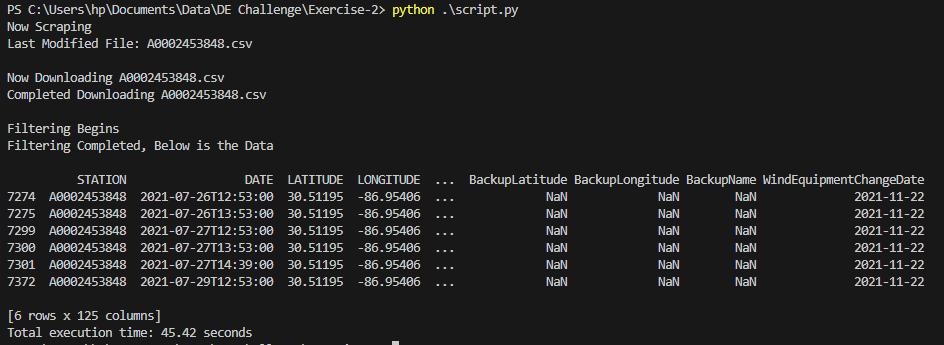 PS C:\Users\hp\Documents\Data\DE Challenge\Exercise-2> python .\script.py
Now Scraping
Last Modified File: A0002453848.csv
Now Downloading A0002453848.csv
Completed Downloading A0002453848.csv
Filtering Begins
Filtering Completed, Below is the Data
STATION DATE LATITUDE LONGITUDE ... BackupLatitude BackupLongitude BackupName WindEquipmentChangeDate
7274 A0002453848 2021-07-26T12:53:00 30.51195 -86.95406 ... NaN NaN NaN 2021-11-22
7275 A0002453848 2021-07-26T13:53:00 30.51195 -86.95406 ... NaN NaN NaN 2021-11-22
7299 A0002453848 2021-07-27T12:53:00 30.51195 -86.95406 ... NaN NaN NaN 2021-11-22
7300 A0002453848 2021-07-27T13:53:00 30.51195 -86.95406 ... NaN NaN NaN 2021-11-22
7301 A0002453848 2021-07-27T14:39:00 30.51195 -86.95406 ... NaN NaN NaN 2021-11-22
7372 A0002453848 2021-07-29T12:53:00 30.51195 -86.95406 ... NaN NaN NaN 2021-11-22
[6 rows x 125 columns]
Total execution time: 45.42 seconds